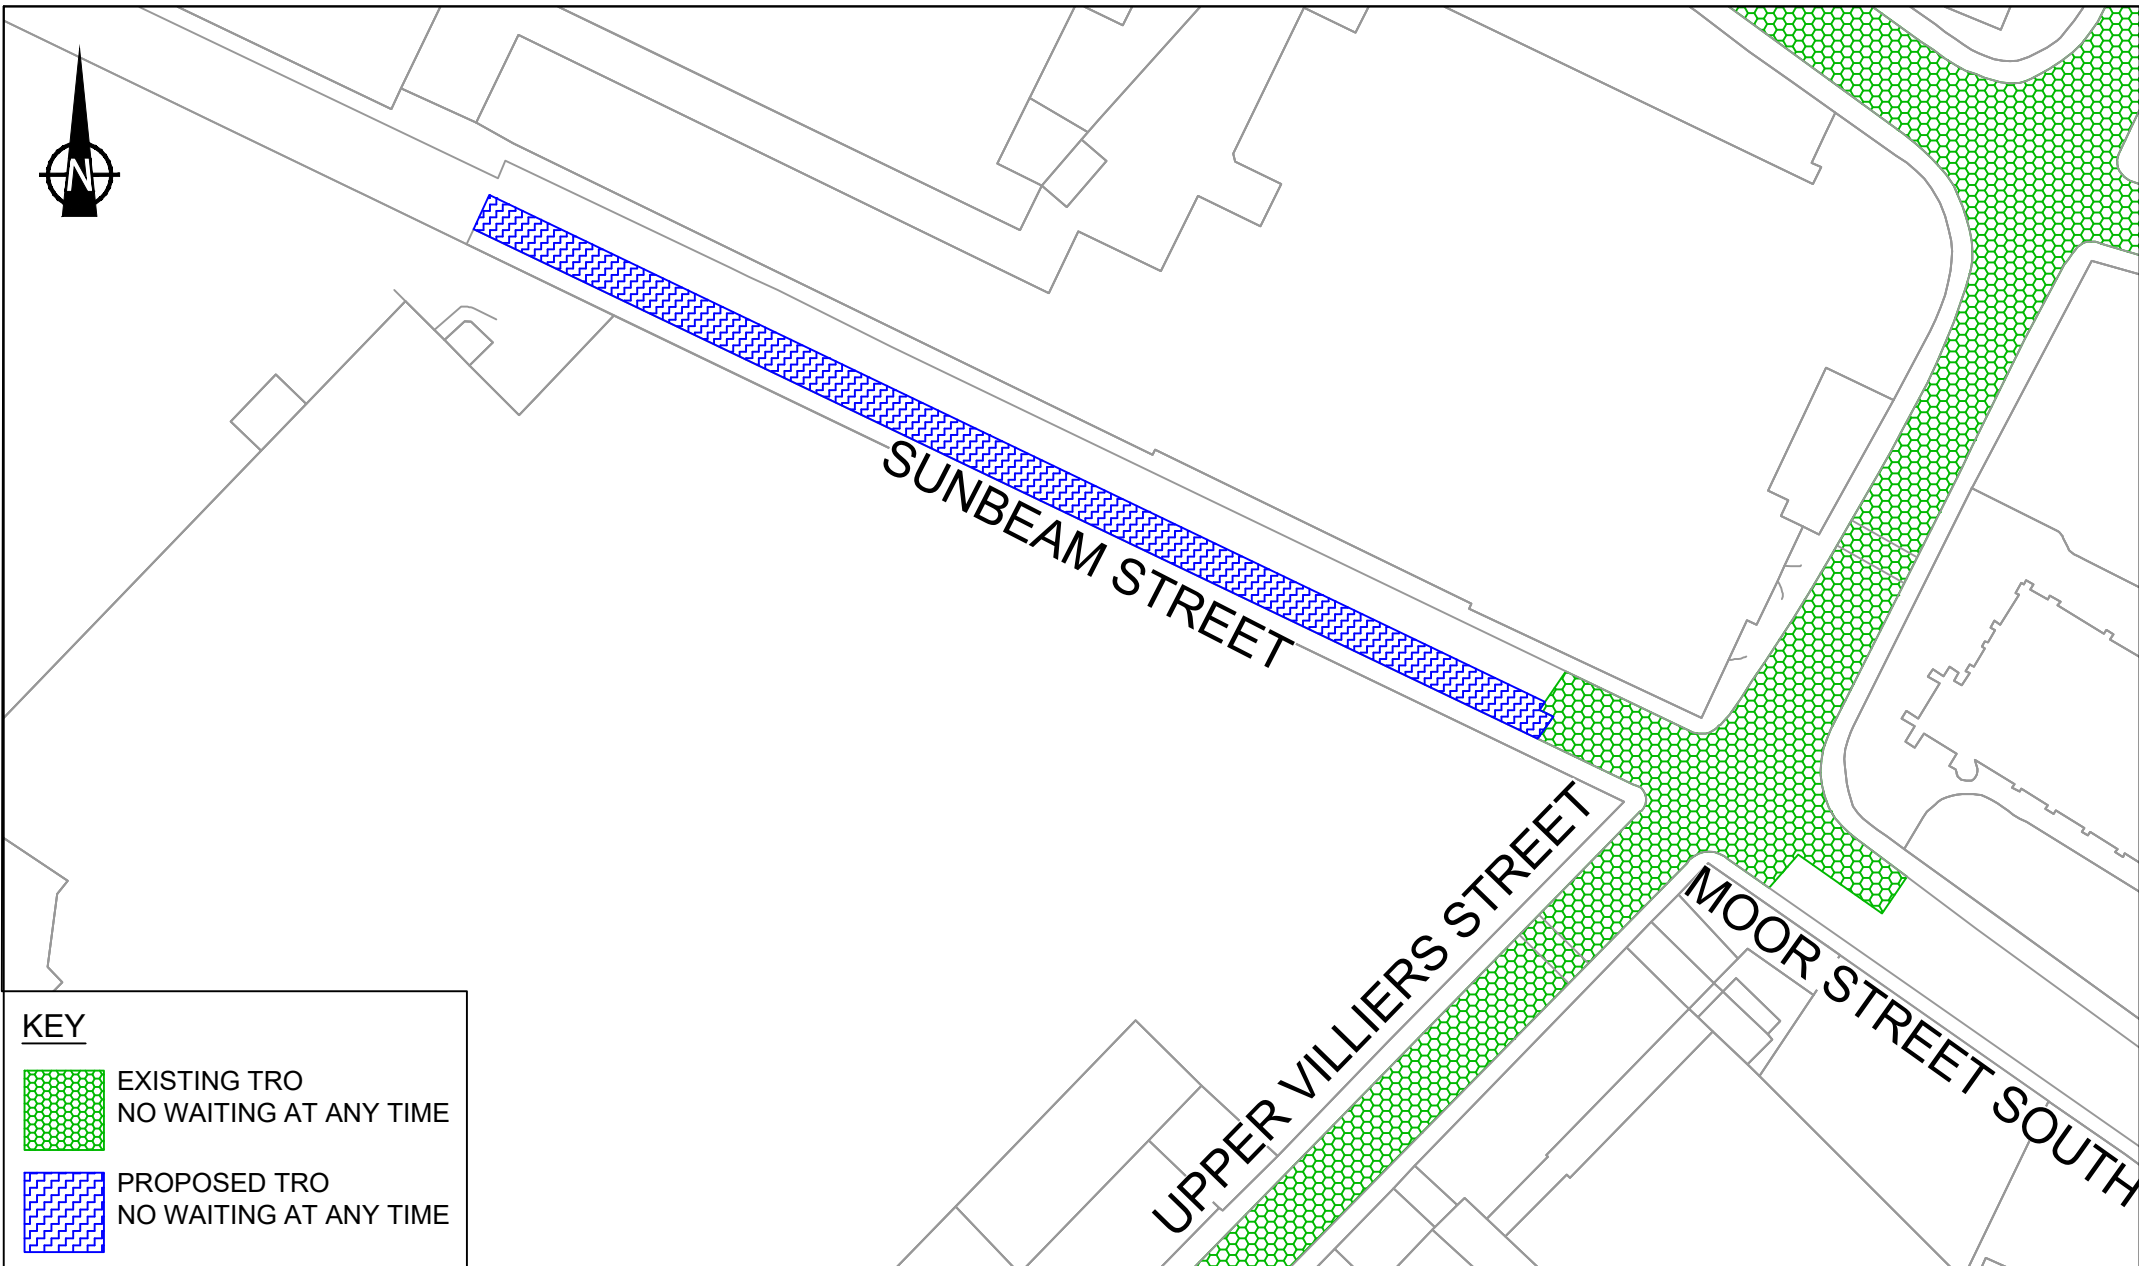 N
SUNBEAM STREET
UPPER VILLIERS STREET
MOOR STREET SOUTH
KEY
EXISTING TRO
NO WAITING AT ANY TIME
PROPOSED TRO
NO WAITING AT ANY TIME